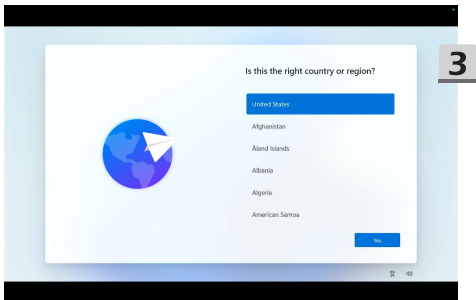 Is this the right country or region?
3
United States
Afghanistan
Åland Islands
Albania
Algeria
American Samoa
Yes